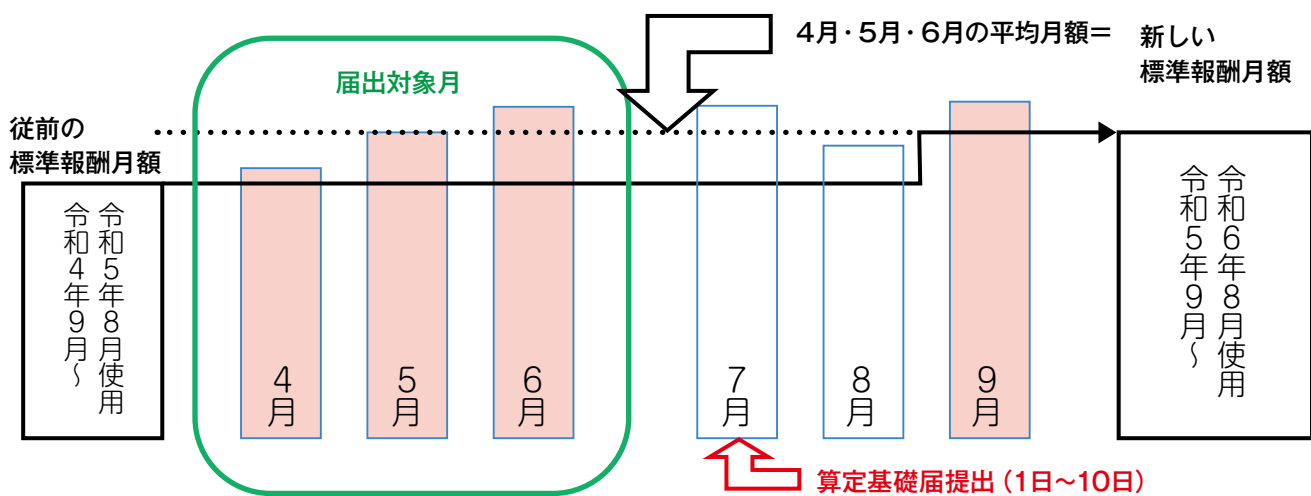 4月・5月・6月の平均月額＝
新しい
標準報酬月額
届出対象月
従前の
標準報酬月額
令和4年9月～
令和5年8月使用
4月
5月
6月
7月
8月
9月
令和5年9月～
令和6年8月使用
算定基礎届提出（1日～10日）